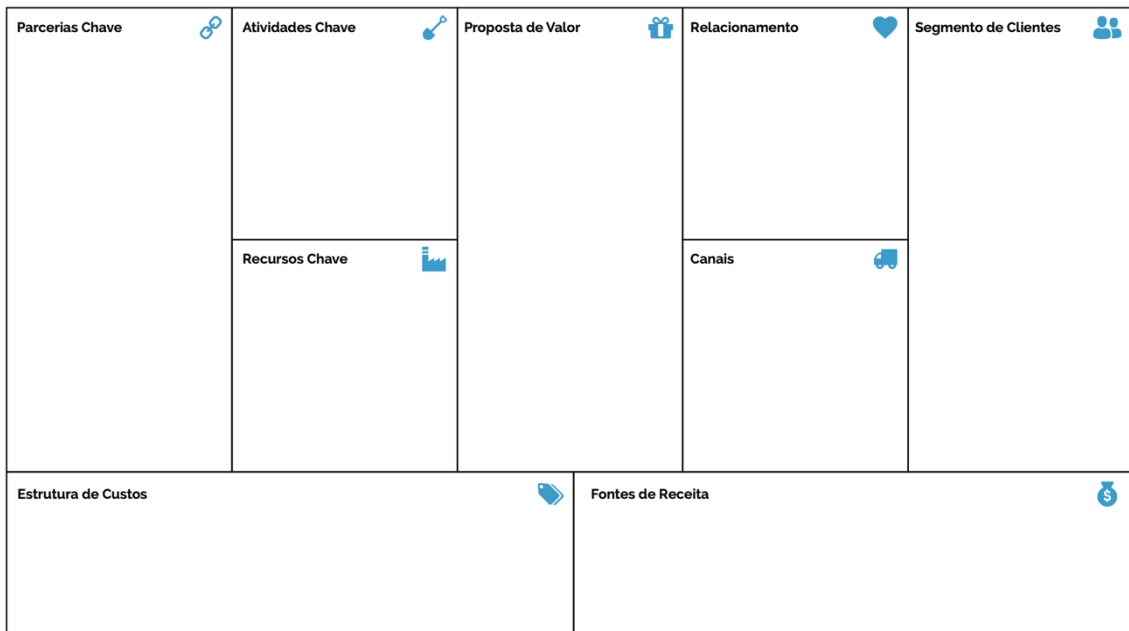 Parcerias Chave
Atividades Chave
Proposta de Valor
Relacionamento
Segmento de Clientes
Recursos Chave
Canais
Estrutura de Custos
Fontes de Receita
$